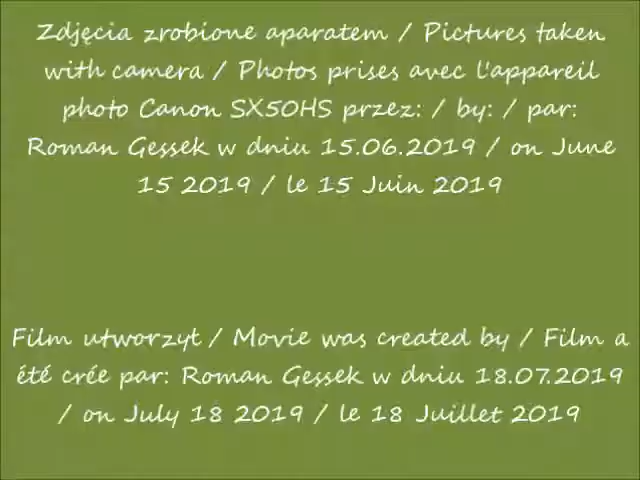 Zdjęcia zrobione aparatem / Pictures taken
with camera / Photos prises avec l'appareil
photo Canon SX50HS przez: / by: / par:
Roman Gessek w dniu 15.06.2019 / on June
15 2019 / le 15 Juin 2019
Film utworzył / Movie was created by / Film a
été crée par: Roman Gessek w dniu 18.07.2019
/ on July 18 2019 / le 18 Juillet 2019